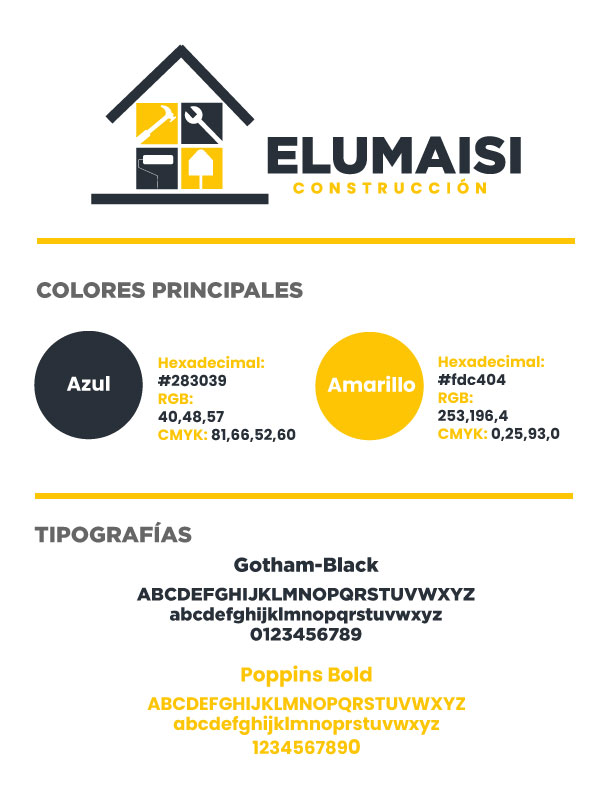 ELUMAISI
CONSTRUCCIÓN
COLORES PRINCIPALES
Azul
Hexadecimal:
#283039
RGB:
40,48,57
CMYK: 81,66,52,60
Amarillo
Hexadecimal:
#fdc404
RGB:
253,196,4
CMYK: 0,25,93,0
TIPOGRAFÍAS
Gotham-Black
ABCDEFGHIJKLMNOPQRSTUVWXYZ
abcdefghijklmnopqrstuvwxyz
0123456789
Poppins Bold
ABCDEFGHIJKLMNOPQRSTUVWXYZ
abcdefghijklmnoprstuvwxyz
1234567890